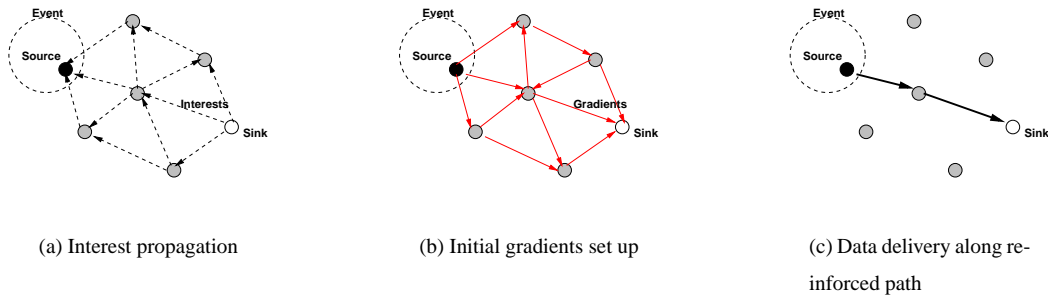 Event
Source
Interests
Sink
(a) Interest propagation
Event
Source
Gradients
Sink
(b) Initial gradients set up
Event
Source
Sink
(c) Data delivery along re-
inforced path